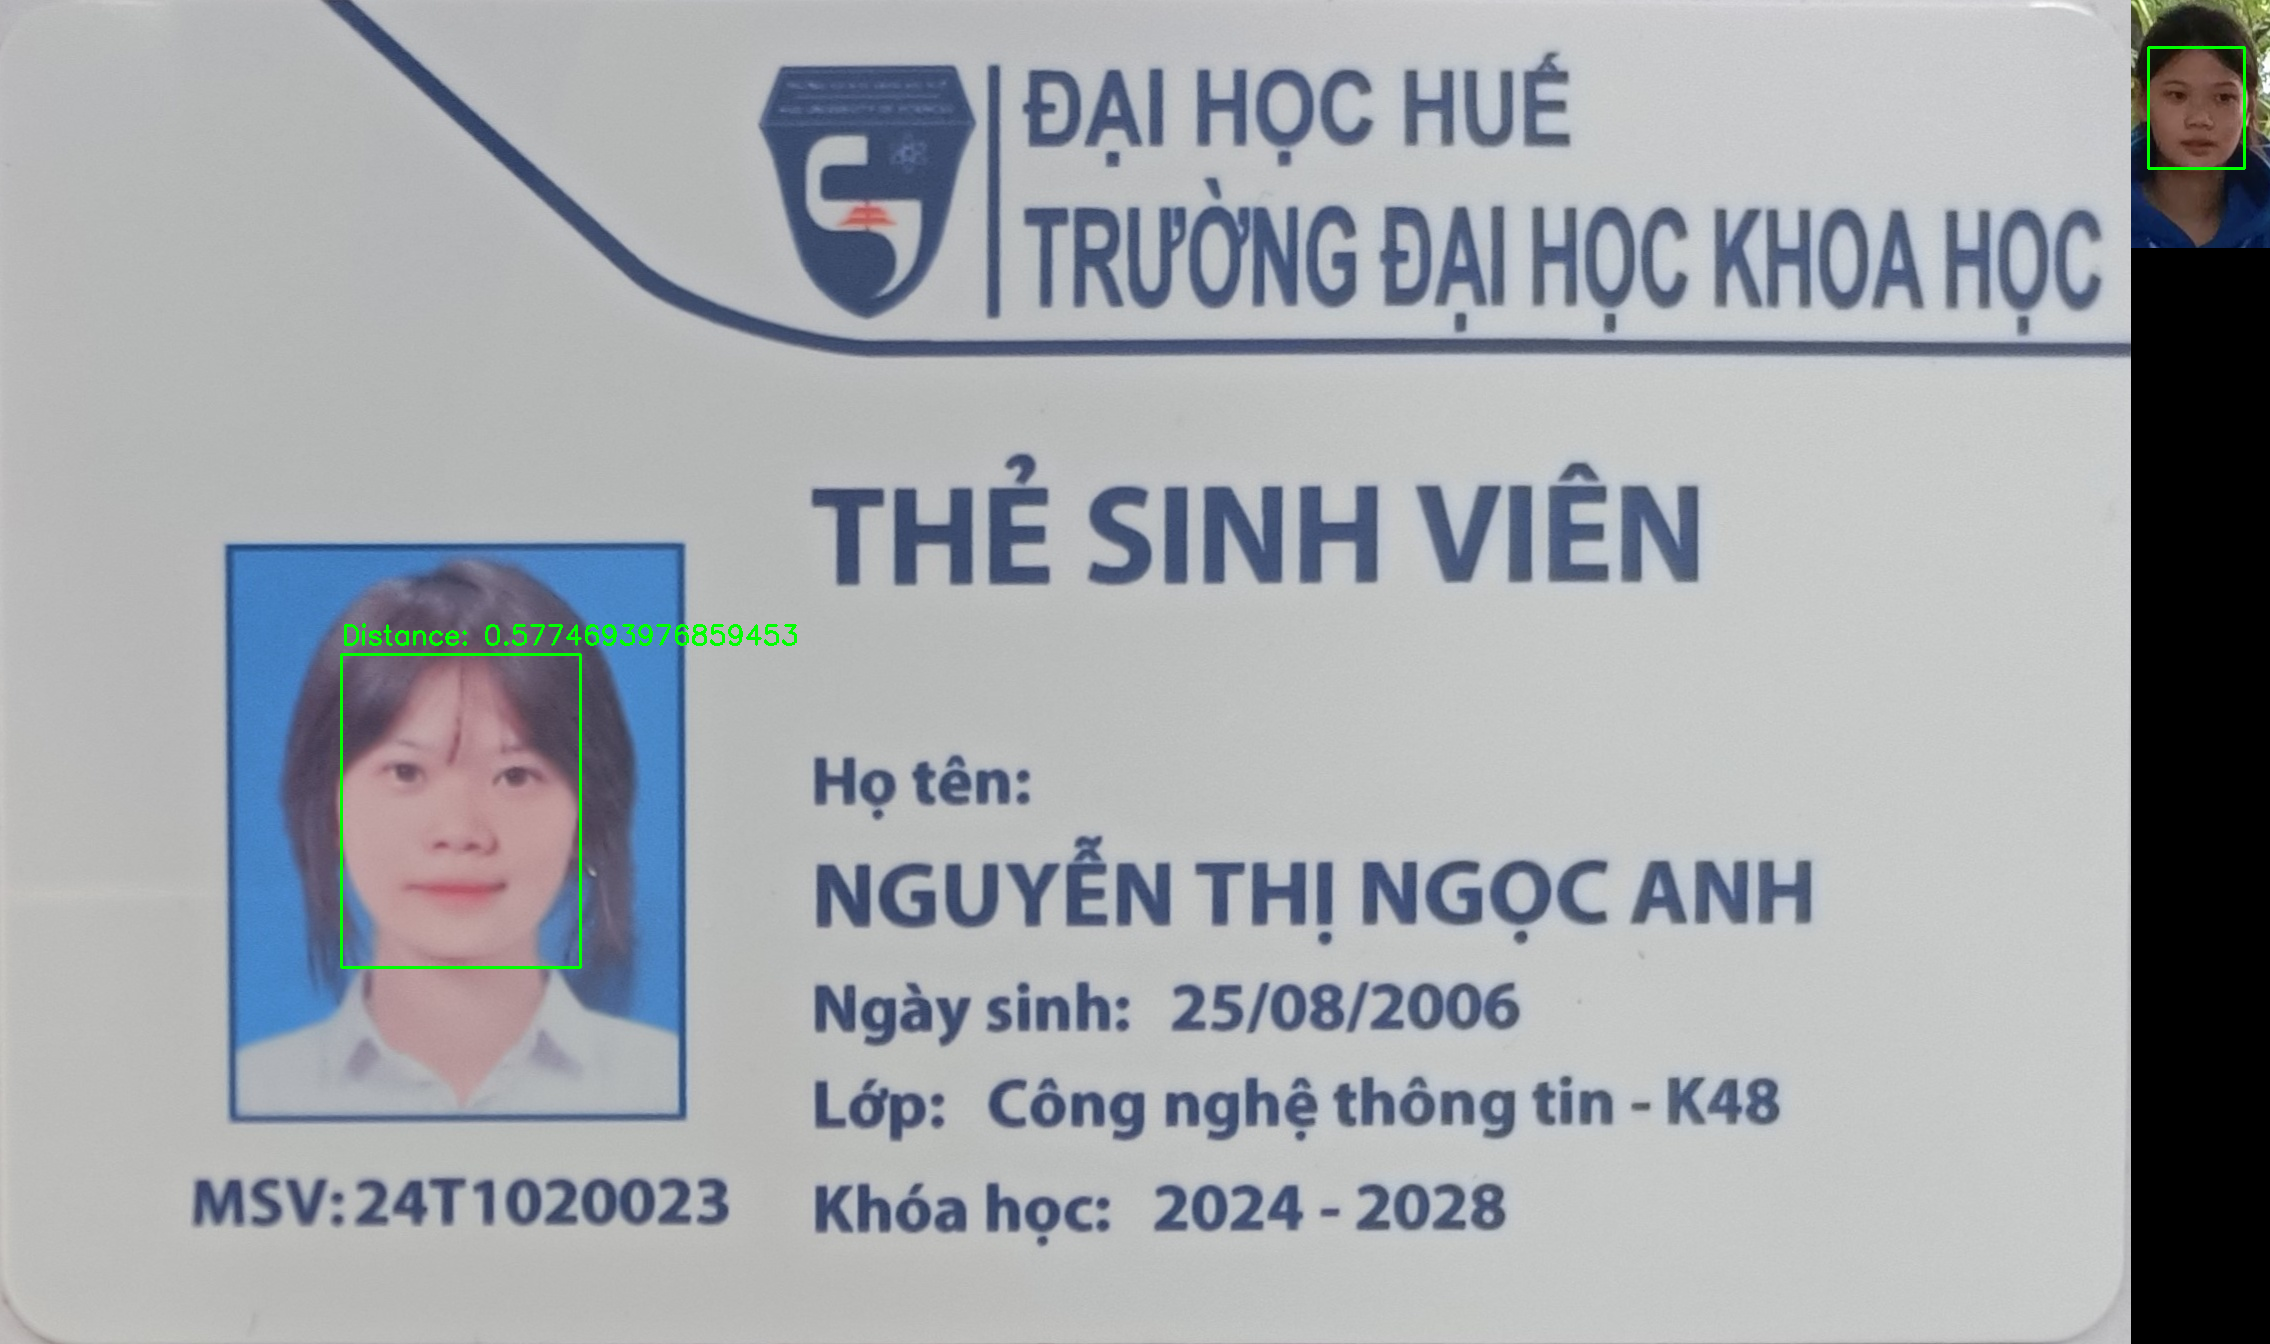 ĐẠI HỌC HUẾ
TRƯỜNG ĐẠI HỌC KHOA HỌC
THẺ SINH VIÊN
Distance: 0.5774693976859453
Họ tên:
NGUYỄN THỊ NGỌC ANH
Ngày sinh: 25/08/2006
Lớp: Công nghệ thông tin - K48
Khóa học: 2024 - 2028
MSV: 24T1020023